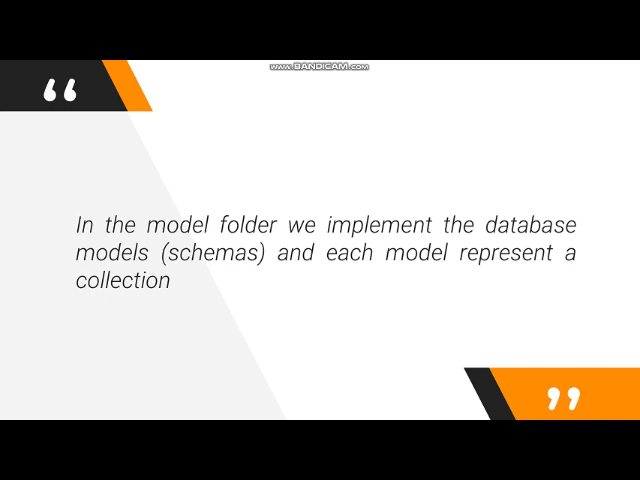 www.BANDICAM.com
“
In the model folder we implement the database
models (schemas) and each model represent a
collection
”